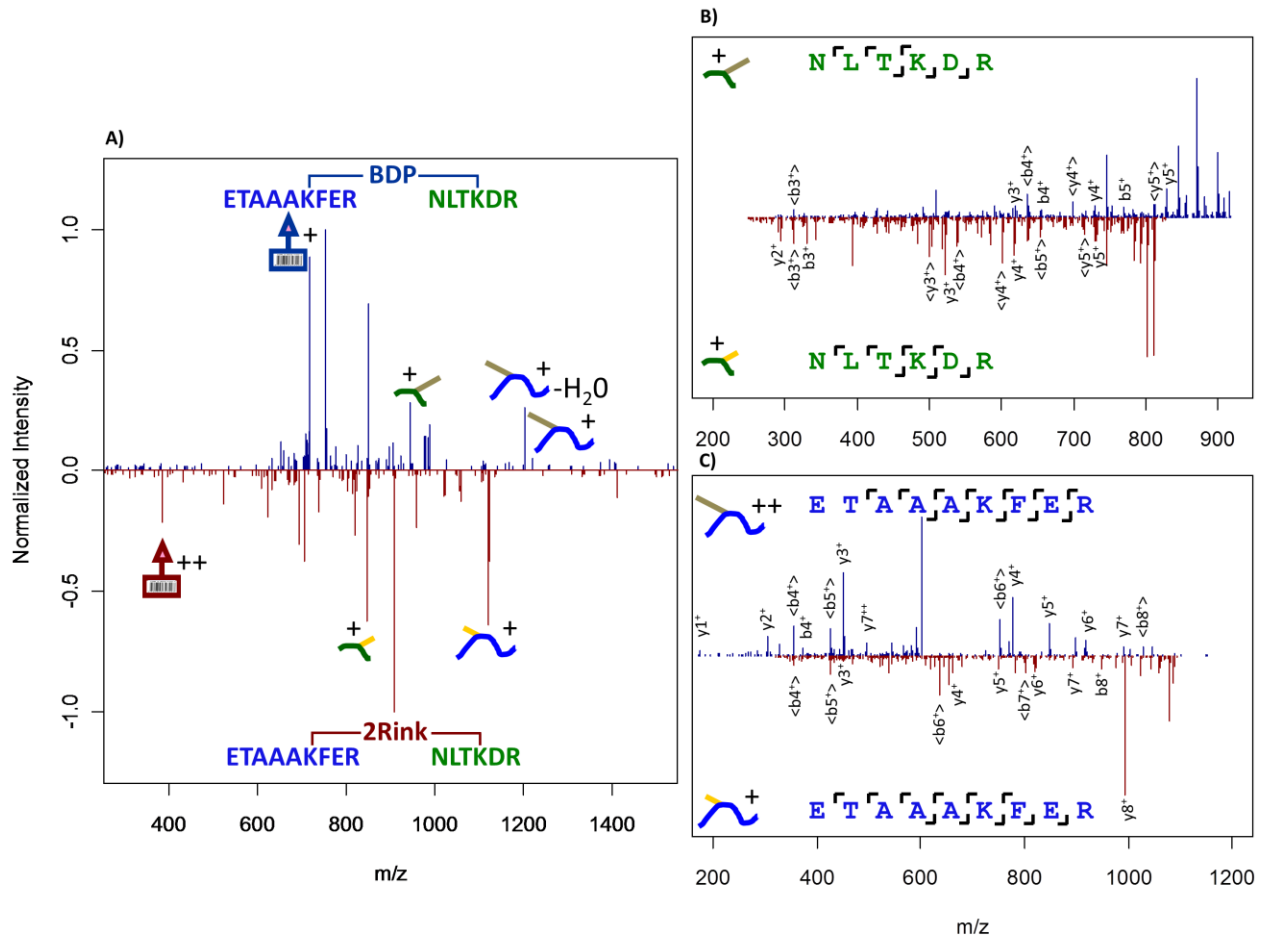 A)
BDP
ETAAAKFER NLTKDR
+
+
+
-H20
+
++
+
+
2Rink
ETAAAKFER NLTKDR
Normalized Intensity
1.0
0.5
0.0
-0.5
-1.0
400 600 800 1000 1200 1400
m/z
B)
+
N L T K D R
<b3+>
y3+
<b4+>
b4+
<y4+>
y4+
b5+
<y5+>
y5+
y2+
<b3+>
b3+
<y3+>
y3+
<b4+>
<y4+>
y4+
<b5+>
<y5+>
y5+
+
N L T K D R
200 300 400 500 600 700 800 900
C)
++
E T A A A K F E R
y1+
y2+
<b4+>
b4+
<b5+>
y3+
y7++
<b6+>
y4+
y5+
y6+
y7+
<b8+>
<b4+>
<b5+>
y3+
<b6+>
y4+
y5+
<b7+>
y6+
y7+
b8+
y8+
+
E T A A A K F E R
200 400 600 800 1000 1200
m/z